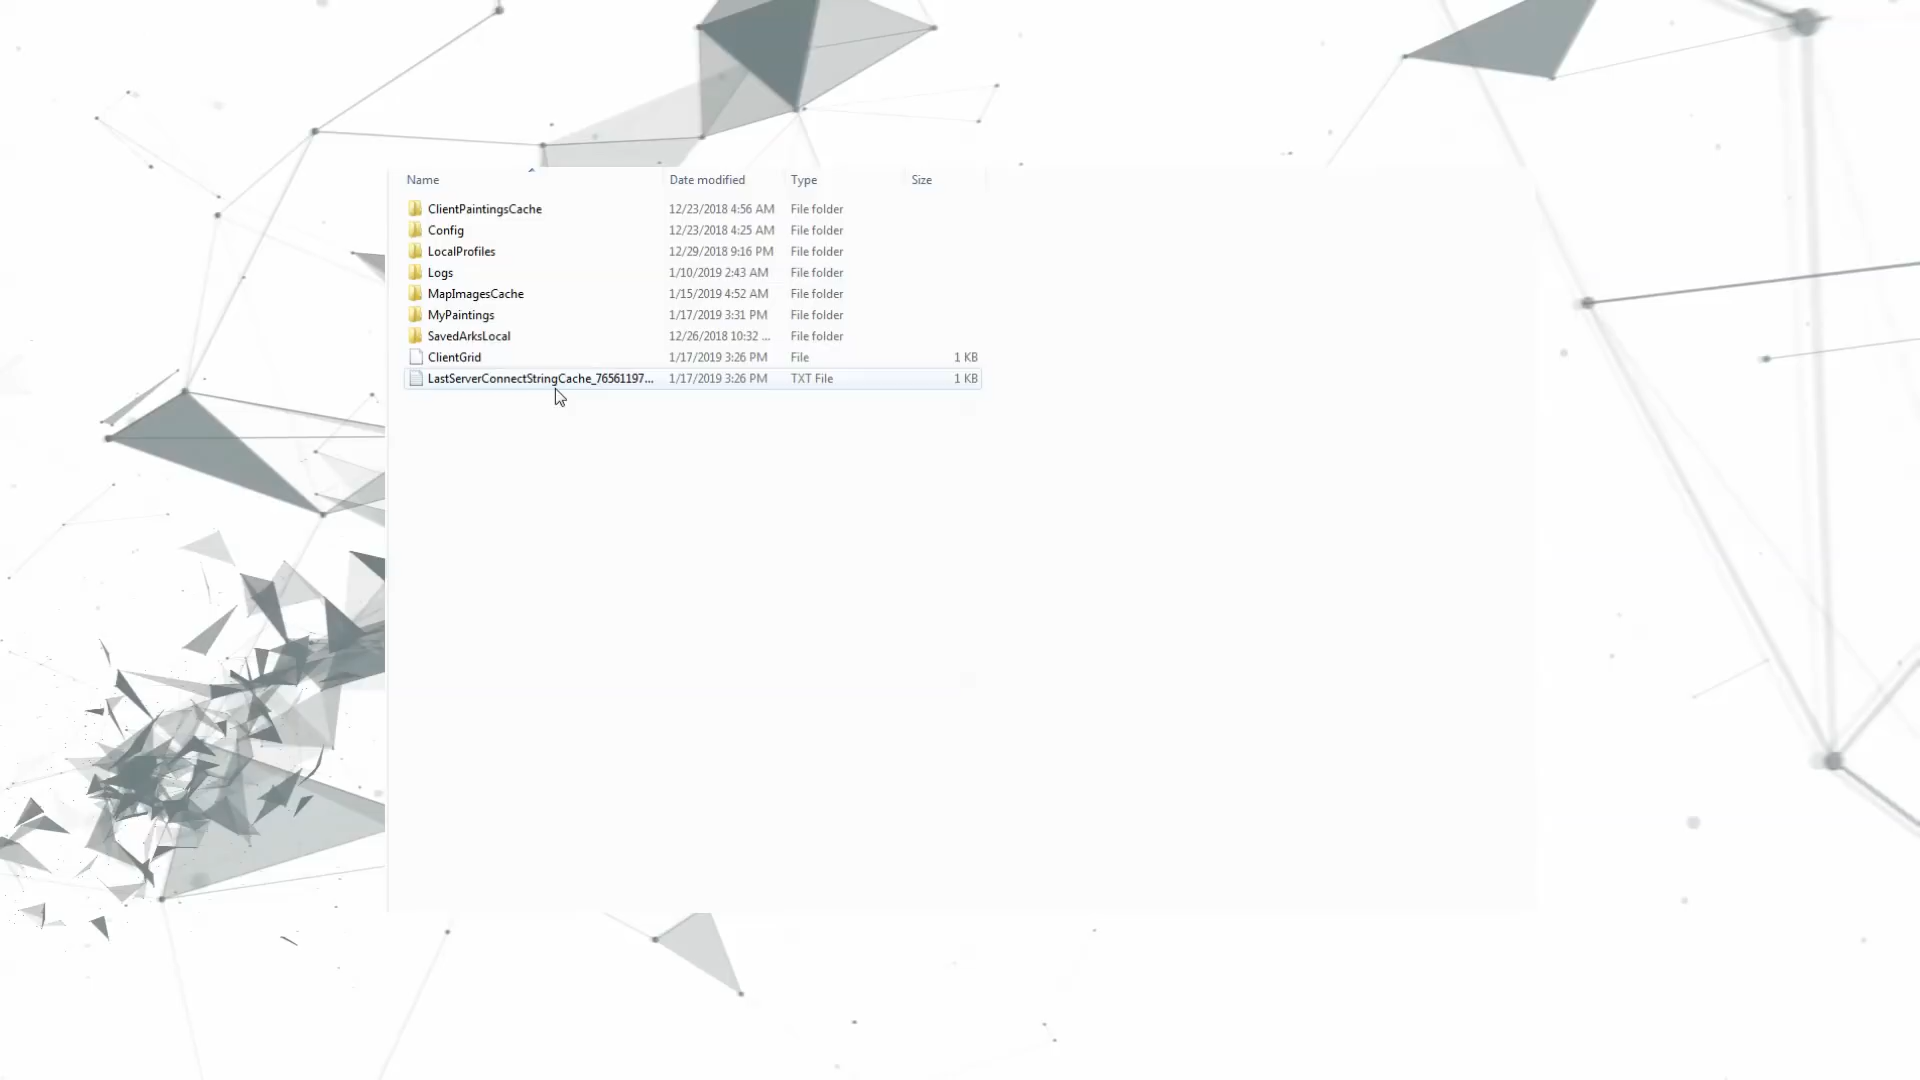 Name Date modified Type Size
ClientPaintingsCache 12/23/2018 4:56 AM File folder
Config 12/23/2018 4:25 AM File folder
LocalProfiles 12/29/2018 9:16 PM File folder
Logs 1/10/2019 2:43 AM File folder
MapImagesCache 1/15/2019 4:52 AM File folder
MyPaintings 1/17/2019 3:31 PM File folder
SavedArksLocal 12/26/2018 10:32 ... File folder
ClientGrid 1/17/2019 3:26 PM File 1 KB
LastServerConnectStringCache_76561197... 1/17/2019 3:26 PM TXT File 1 KB